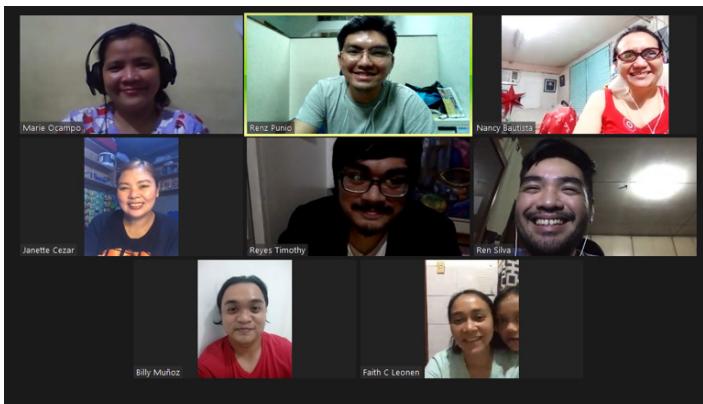 Marie Ocampo
Renz Punio
Nancy Bautista
Janette Cezar
Reyes Timothy
Ren Silva
Billy Muñoz
Faith C Leonen